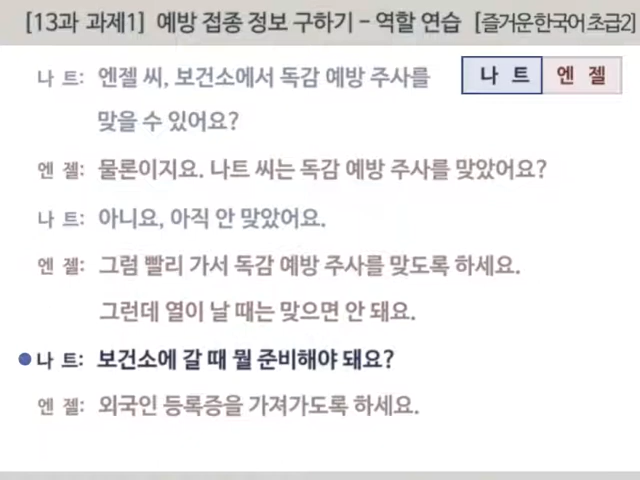 [13과 과제1] 예방 접종 정보 구하기 – 역할 연습 [즐거운 한국어 초급2]
나 트 엔 젤
나 트: 엔젤 씨, 보건소에서 독감 예방 주사를
맞을 수 있어요?
엔 젤: 물론이지요. 나트 씨는 독감 예방 주사를 맞았어요?
나 트: 아니요, 아직 안 맞았어요.
엔 젤: 그럼 빨리 가서 독감 예방 주사를 맞도록 하세요.
그런데 열이 날 때는 맞으면 안 돼요.
나 트: 보건소에 갈 때 뭘 준비해야 돼요?
엔 젤: 외국인 등록증을 가져가도록 하세요.